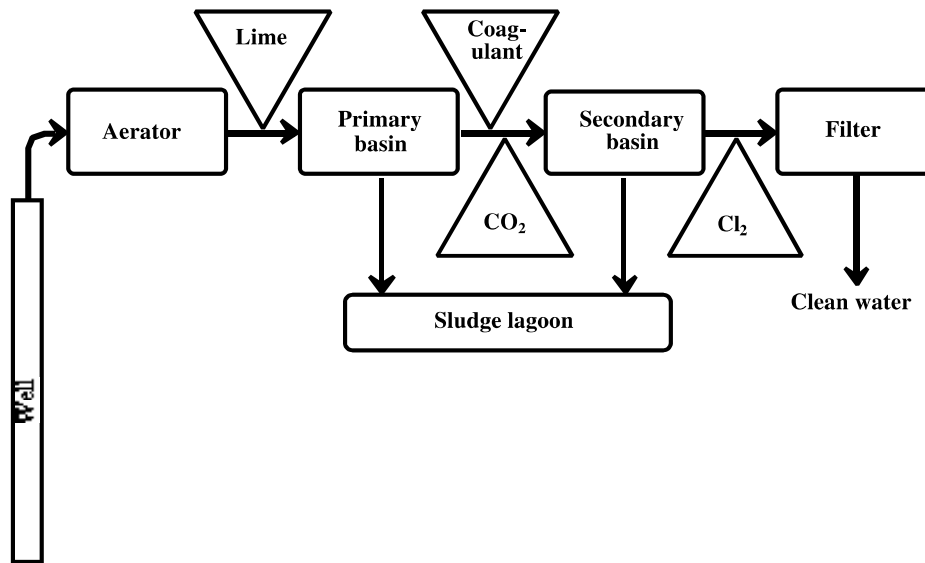 Lime
Coag-
ulant
Aerator
Primary
basin
Secondary
basin
Filter
CO₂
Cl₂
Sludge lagoon
Clean water
Well